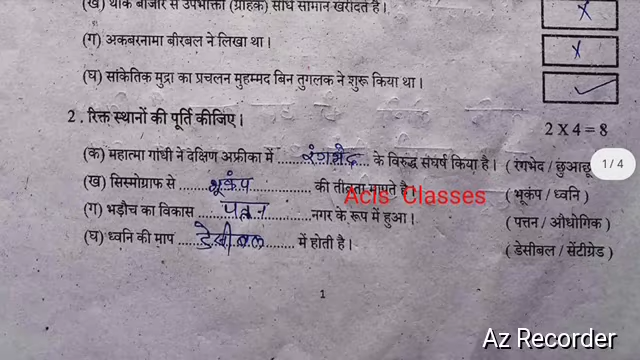 (ख) थोक बाजार से उपभोक्ता (ग्राहक) सीधे सामान खरीदते है।
(ग) अकबरनामा बीरबल ने लिखा था।
(घ) सांकेतिक मुद्रा का प्रचलन मुहम्मद बिन तुगलक ने शुरू किया था।
2. रिक्त स्थानों की पूर्ति कीजिए।
2 X 4 = 8
(क) महात्मा गांधी ने दक्षिण अफ्रीका में ......रंगभेद...... के विरुद्ध संघर्ष किया है। ( रंगभेद / छुआछू
1 / 4
(ख) सिस्मोग्राफ से ......भूकंप...... की तीव्रता मापते है। ( भूकंप / ध्वनि )
Acis Classes
(ग) भड़ौच का विकास ......पत्तन...... नगर के रूप में हुआ। ( पत्तन / औधोगिक )
(घ) ध्वनि की माप ......डेसीबल...... में होती है। ( डेसीबल / सेंटीग्रेड )
1
Az Recorder